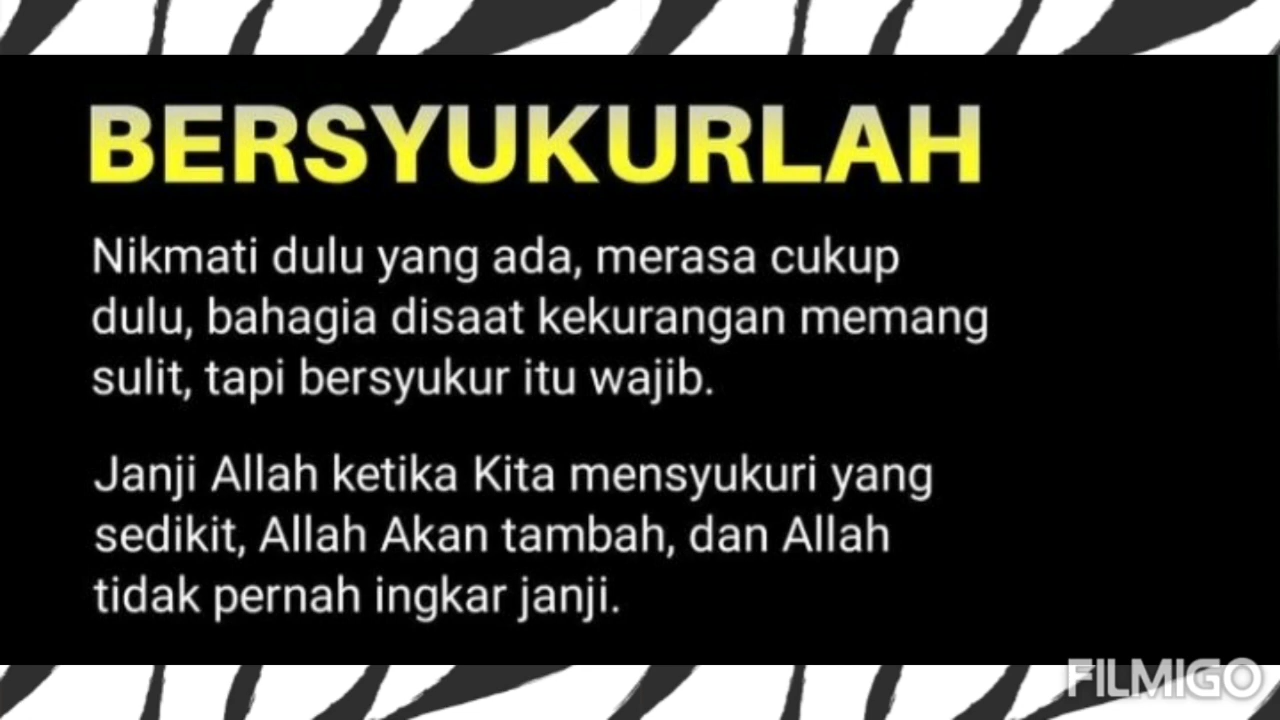 BERSYUKURLAH
Nikmati dulu yang ada, merasa cukup
dulu, bahagia disaat kekurangan memang
sulit, tapi bersyukur itu wajib.
Janji Allah ketika Kita mensyukuri yang
sedikit, Allah Akan tambah, dan Allah
tidak pernah ingkar janji.
FILMIGO